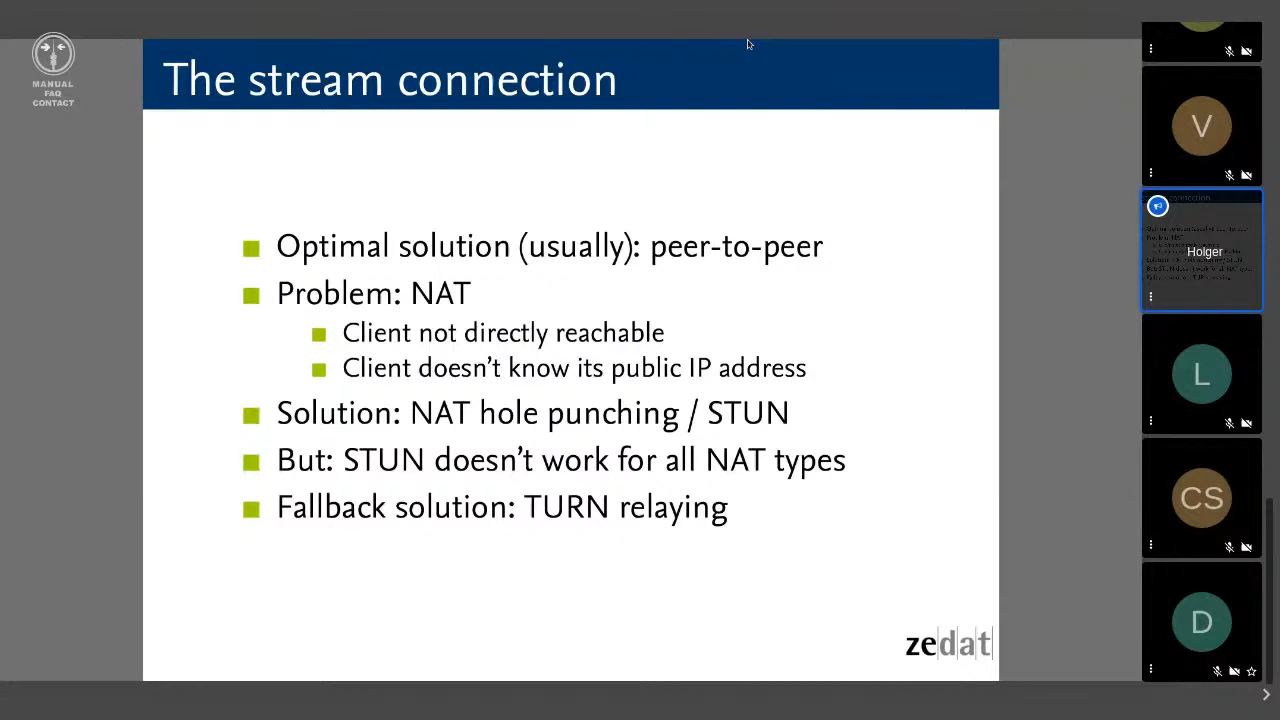 MANUAL
FAQ
CONTACT
The stream connection
Optimal solution (usually): peer-to-peer
Problem: NAT
Client not directly reachable
Client doesn’t know its public IP address
Solution: NAT hole punching / STUN
But: STUN doesn’t work for all NAT types
Fallback solution: TURN relaying
zedat
V
Holger
L
CS
D